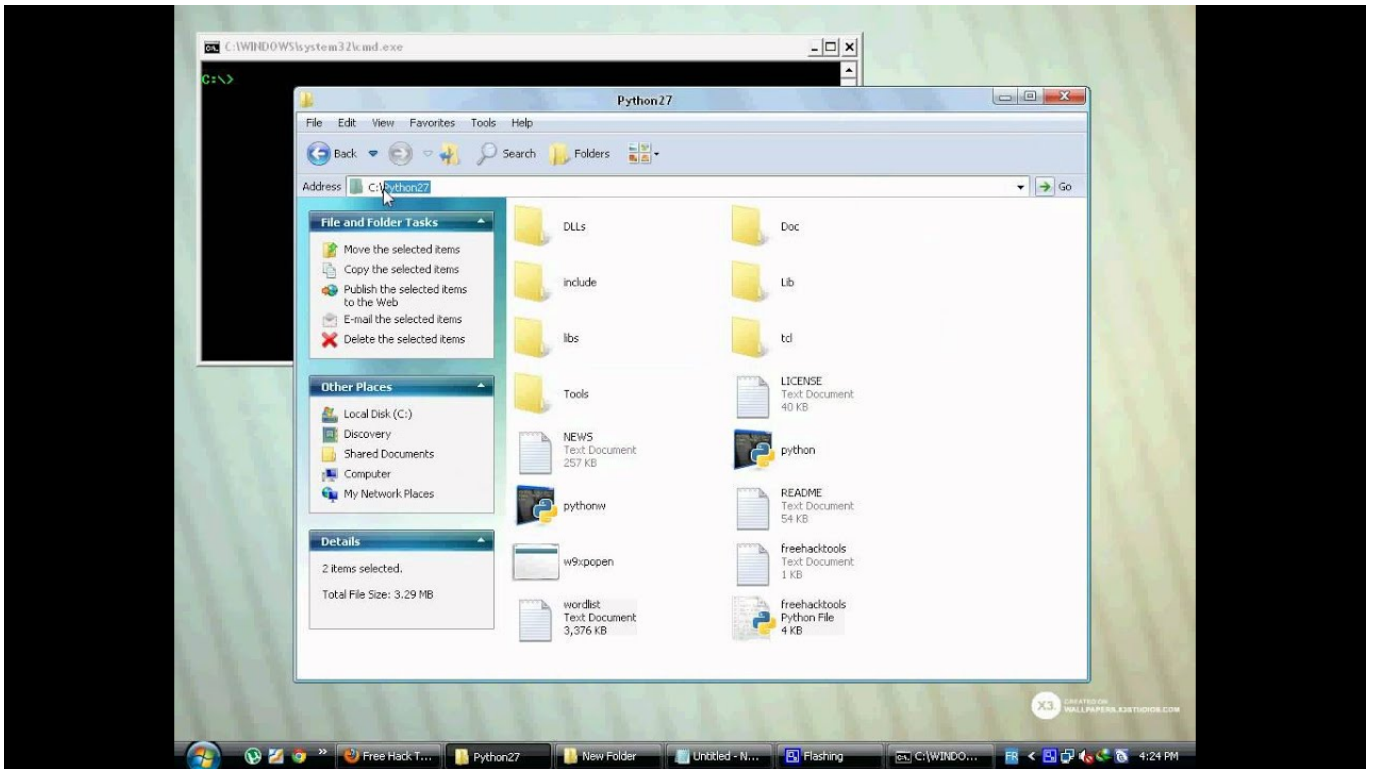 C:\WINDOWS\system32\cmd.exe
C:\>
Python27
File Edit View Favorites Tools Help
Back Search Folders
Address C:\Python27 Go
File and Folder Tasks
Move the selected items
Copy the selected items
Publish the selected items
to the Web
E-mail the selected items
Delete the selected items
Other Places
Local Disk (C:)
Discovery
Shared Documents
Computer
My Network Places
Details
2 items selected.
Total File Size: 3.29 MB
DLLs
Doc
include
Lib
libs
tcl
Tools
LICENSE
Text Document
40 KB
NEWS
Text Document
257 KB
python
pythonw
README
Text Document
54 KB
w9xpopen
freehacktools
Text Document
1 KB
wordlist
Text Document
3,376 KB
freehacktools
Python File
4 KB
X3.
CREATED ON
WALLPAPERS.X3STUDIOS.COM
Free Hack T... Python27 New Folder Untitled - N... Flashing C:\WINDO... FR 4:24 PM